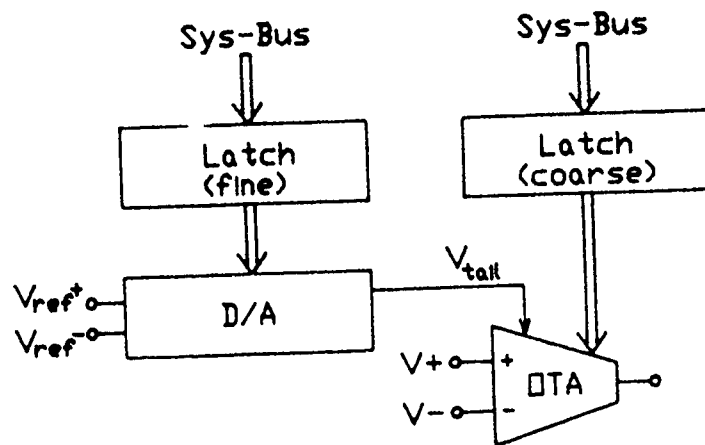 Sys-Bus
Sys-Bus
Latch
(fine)
Latch
(coarse)
Vtail
Vref+
Vref-
D/A
V+
V-
+
-
OTA